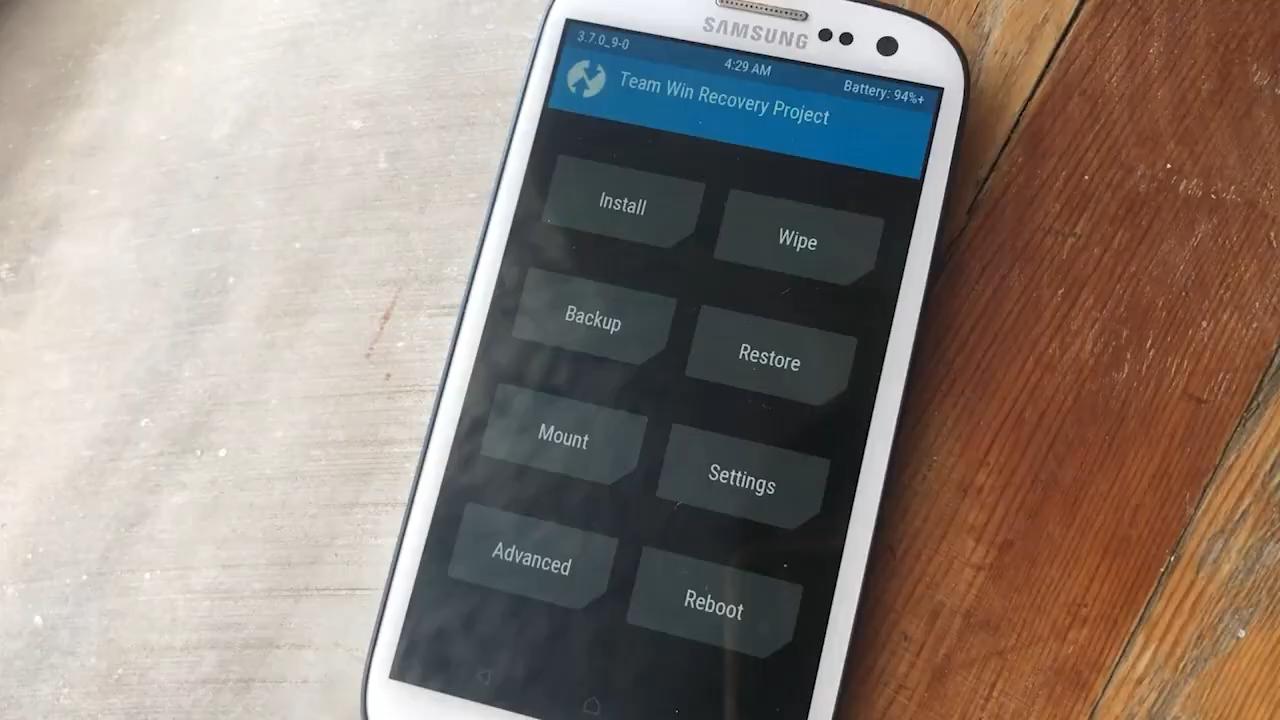 SAMSUNG
3.7.0_9-0
4:29 AM
Battery: 94%+
Team Win Recovery Project
Install
Wipe
Backup
Restore
Mount
Settings
Advanced
Reboot